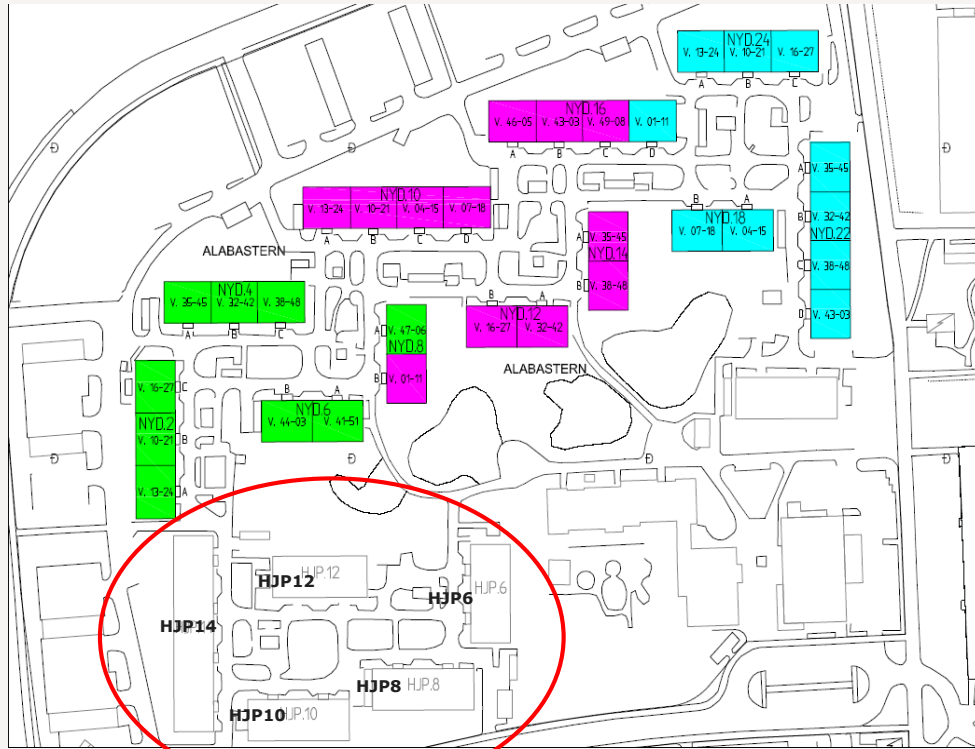 NYD.24
V. 13-24 V. 10-21 V. 16-27
A B C
NYD.16
V. 46-05 V. 43-03 V. 49-08 V. 01-11
A B C D
A V. 35-45
B V. 32-42
NYD.22
C V. 38-48
D V. 43-03
NYD.10
V. 13-24 V. 10-21 V. 04-15 V. 07-18
A B C D
B A
NYD.18
V. 07-18 V. 04-15
A V. 35-45
NYD.14
B V. 38-48
ALABASTERN
NYD.4
V. 35-45 V. 32-42 V. 38-48
A B C
B A
NYD.12
V. 16-27 V. 32-42
A V. 47-06
NYD.8
B V. 01-11
ALABASTERN
V. 16-27 C
NYD.2
V. 10-21 B
V. 13-24 A
B A
NYD.6
V. 44-03 V. 41-51
HJP12 HJP.12
HJP6 HJP.6
HJP14
HJP8 HJP.8
HJP10 HJP.10